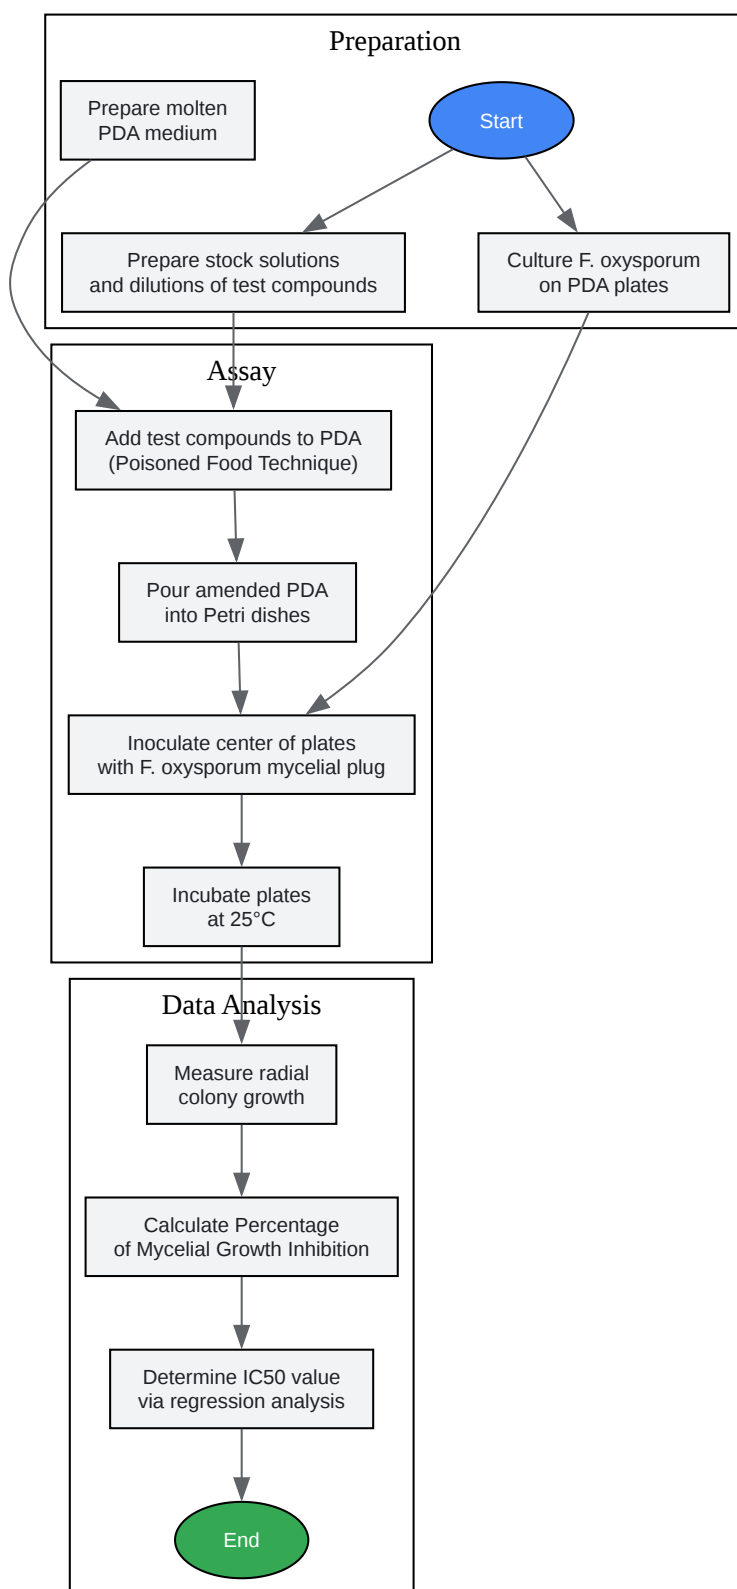 Preparation
Prepare molten
PDA medium
Start
Prepare stock solutions
and dilutions of test compounds
Culture F. oxysporum
on PDA plates
Assay
Add test compounds to PDA
(Poisoned Food Technique)
Pour amended PDA
into Petri dishes
Inoculate center of plates
with F. oxysporum mycelial plug
Incubate plates
at 25°C
Data Analysis
Measure radial
colony growth
Calculate Percentage
of Mycelial Growth Inhibition
Determine IC50 value
via regression analysis
End